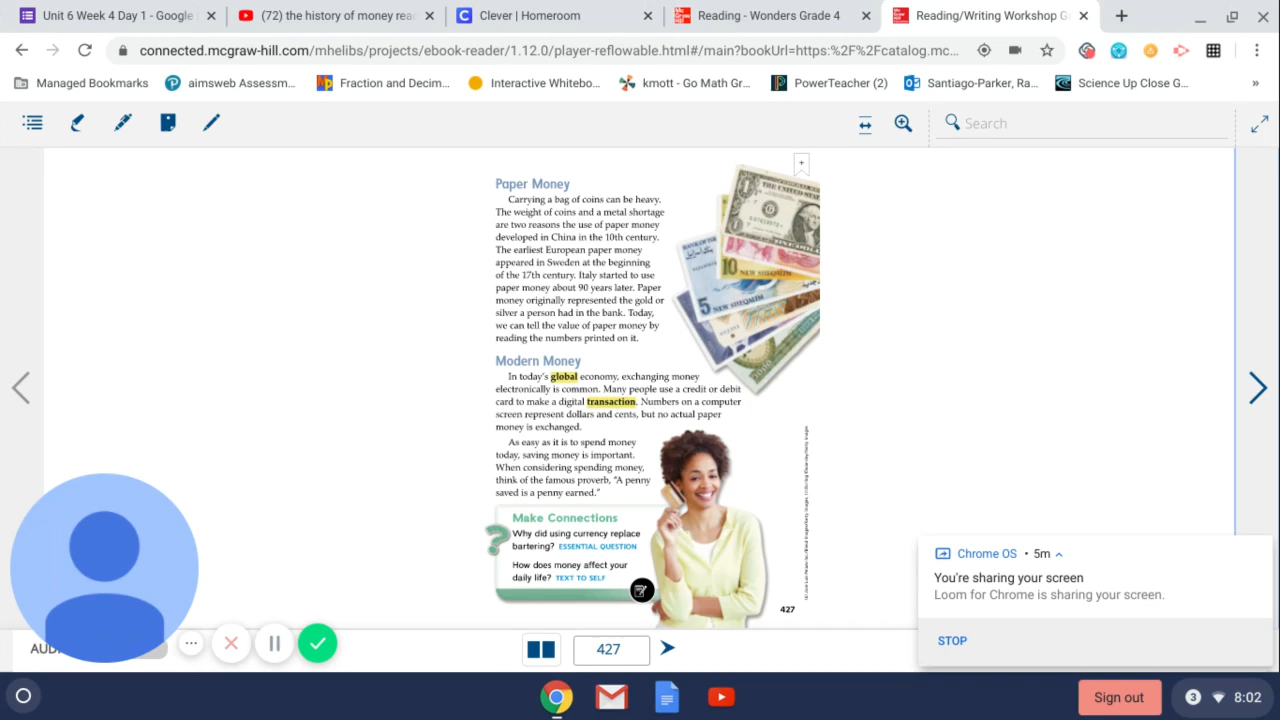 Unit 6 Week 4 Day 1 - Google
(72) the history of money rea
Clever | Homeroom
Reading - Wonders Grade 4
Reading/Writing Workshop G
connected.mcgraw-hill.com/mhelibs/projects/ebook-reader/1.12.0/player-reflowable.html#/main?bookUrl=https:%2F%2Fcatalog.mc...
Managed Bookmarks
aimsweb Assessm...
Fraction and Decim...
Interactive Whitebo...
kmott - Go Math Gr...
PowerTeacher (2)
Santiago-Parker, Ra...
Science Up Close G...
»
Search
Paper Money
Carrying a bag of coins can be heavy.
The weight of coins and a metal shortage
are two reasons the use of paper money
developed in China in the 10th century.
The earliest European paper money
appeared in Sweden at the beginning
of the 17th century. Italy started to use
paper money about 90 years later. Paper
money originally represented the gold or
silver a person had in the bank. Today,
we can tell the value of paper money by
reading the numbers printed on it.
THE UNITED STA
1
10 NEW SHEQALIM
5 NEW SHEQALIM
Modern Money
In today's global economy, exchanging money
electronically is common. Many people use a credit or debit
card to make a digital transaction. Numbers on a computer
screen represent dollars and cents, but no actual paper
money is exchanged.
As easy as it is to spend money
today, saving money is important.
When considering spending money,
think of the famous proverb, "A penny
saved is a penny earned."
?
Make Connections
Why did using currency replace
bartering? ESSENTIAL QUESTION
How does money affect your
daily life? TEXT TO SELF
427
Chrome OS • 5m
You're sharing your screen
Loom for Chrome is sharing your screen.
STOP
AUD
427
Sign out
3
8:02